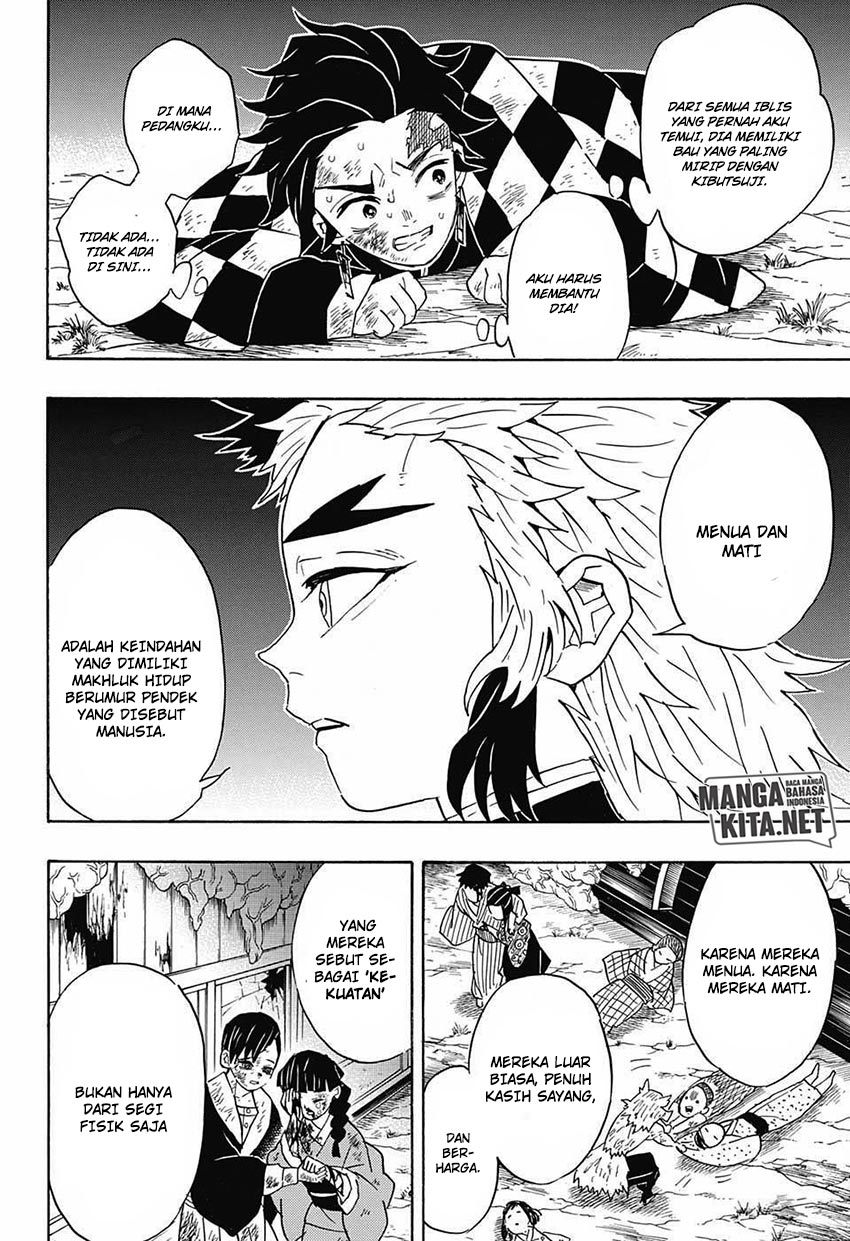 DARI SEMUA IBLIS
YANG PERNAH AKU
TEMUI, DIA MEMILIKI
BAU YANG PALING
MIRIP DENGAN
KIBUTSUJI.
AKU HARUS
MEMBANTU
DIA!
DI MANA
PEDANGKU...
TIDAK ADA...
TIDAK ADA
DI SINI...
MENUA DAN
MATI
ADALAH KEINDAHAN
YANG DIMILIKI
MAKHLUK HIDUP
BERUMUR PENDEK
YANG DISEBUT
MANUSIA.
MANGA
KITA.NET
BACA MANGA
BAHASA
INDONESIA
KARENA MEREKA
MENUA. KARENA
MEREKA MATI.
MEREKA LUAR
BIASA, PENUH
KASIH SAYANG,
DAN
BER-
HARGA.
YANG
MEREKA
SEBUT SE-
BAGAI 'KE-
KUATAN'
BUKAN HANYA
DARI SEGI
FISIK SAJA